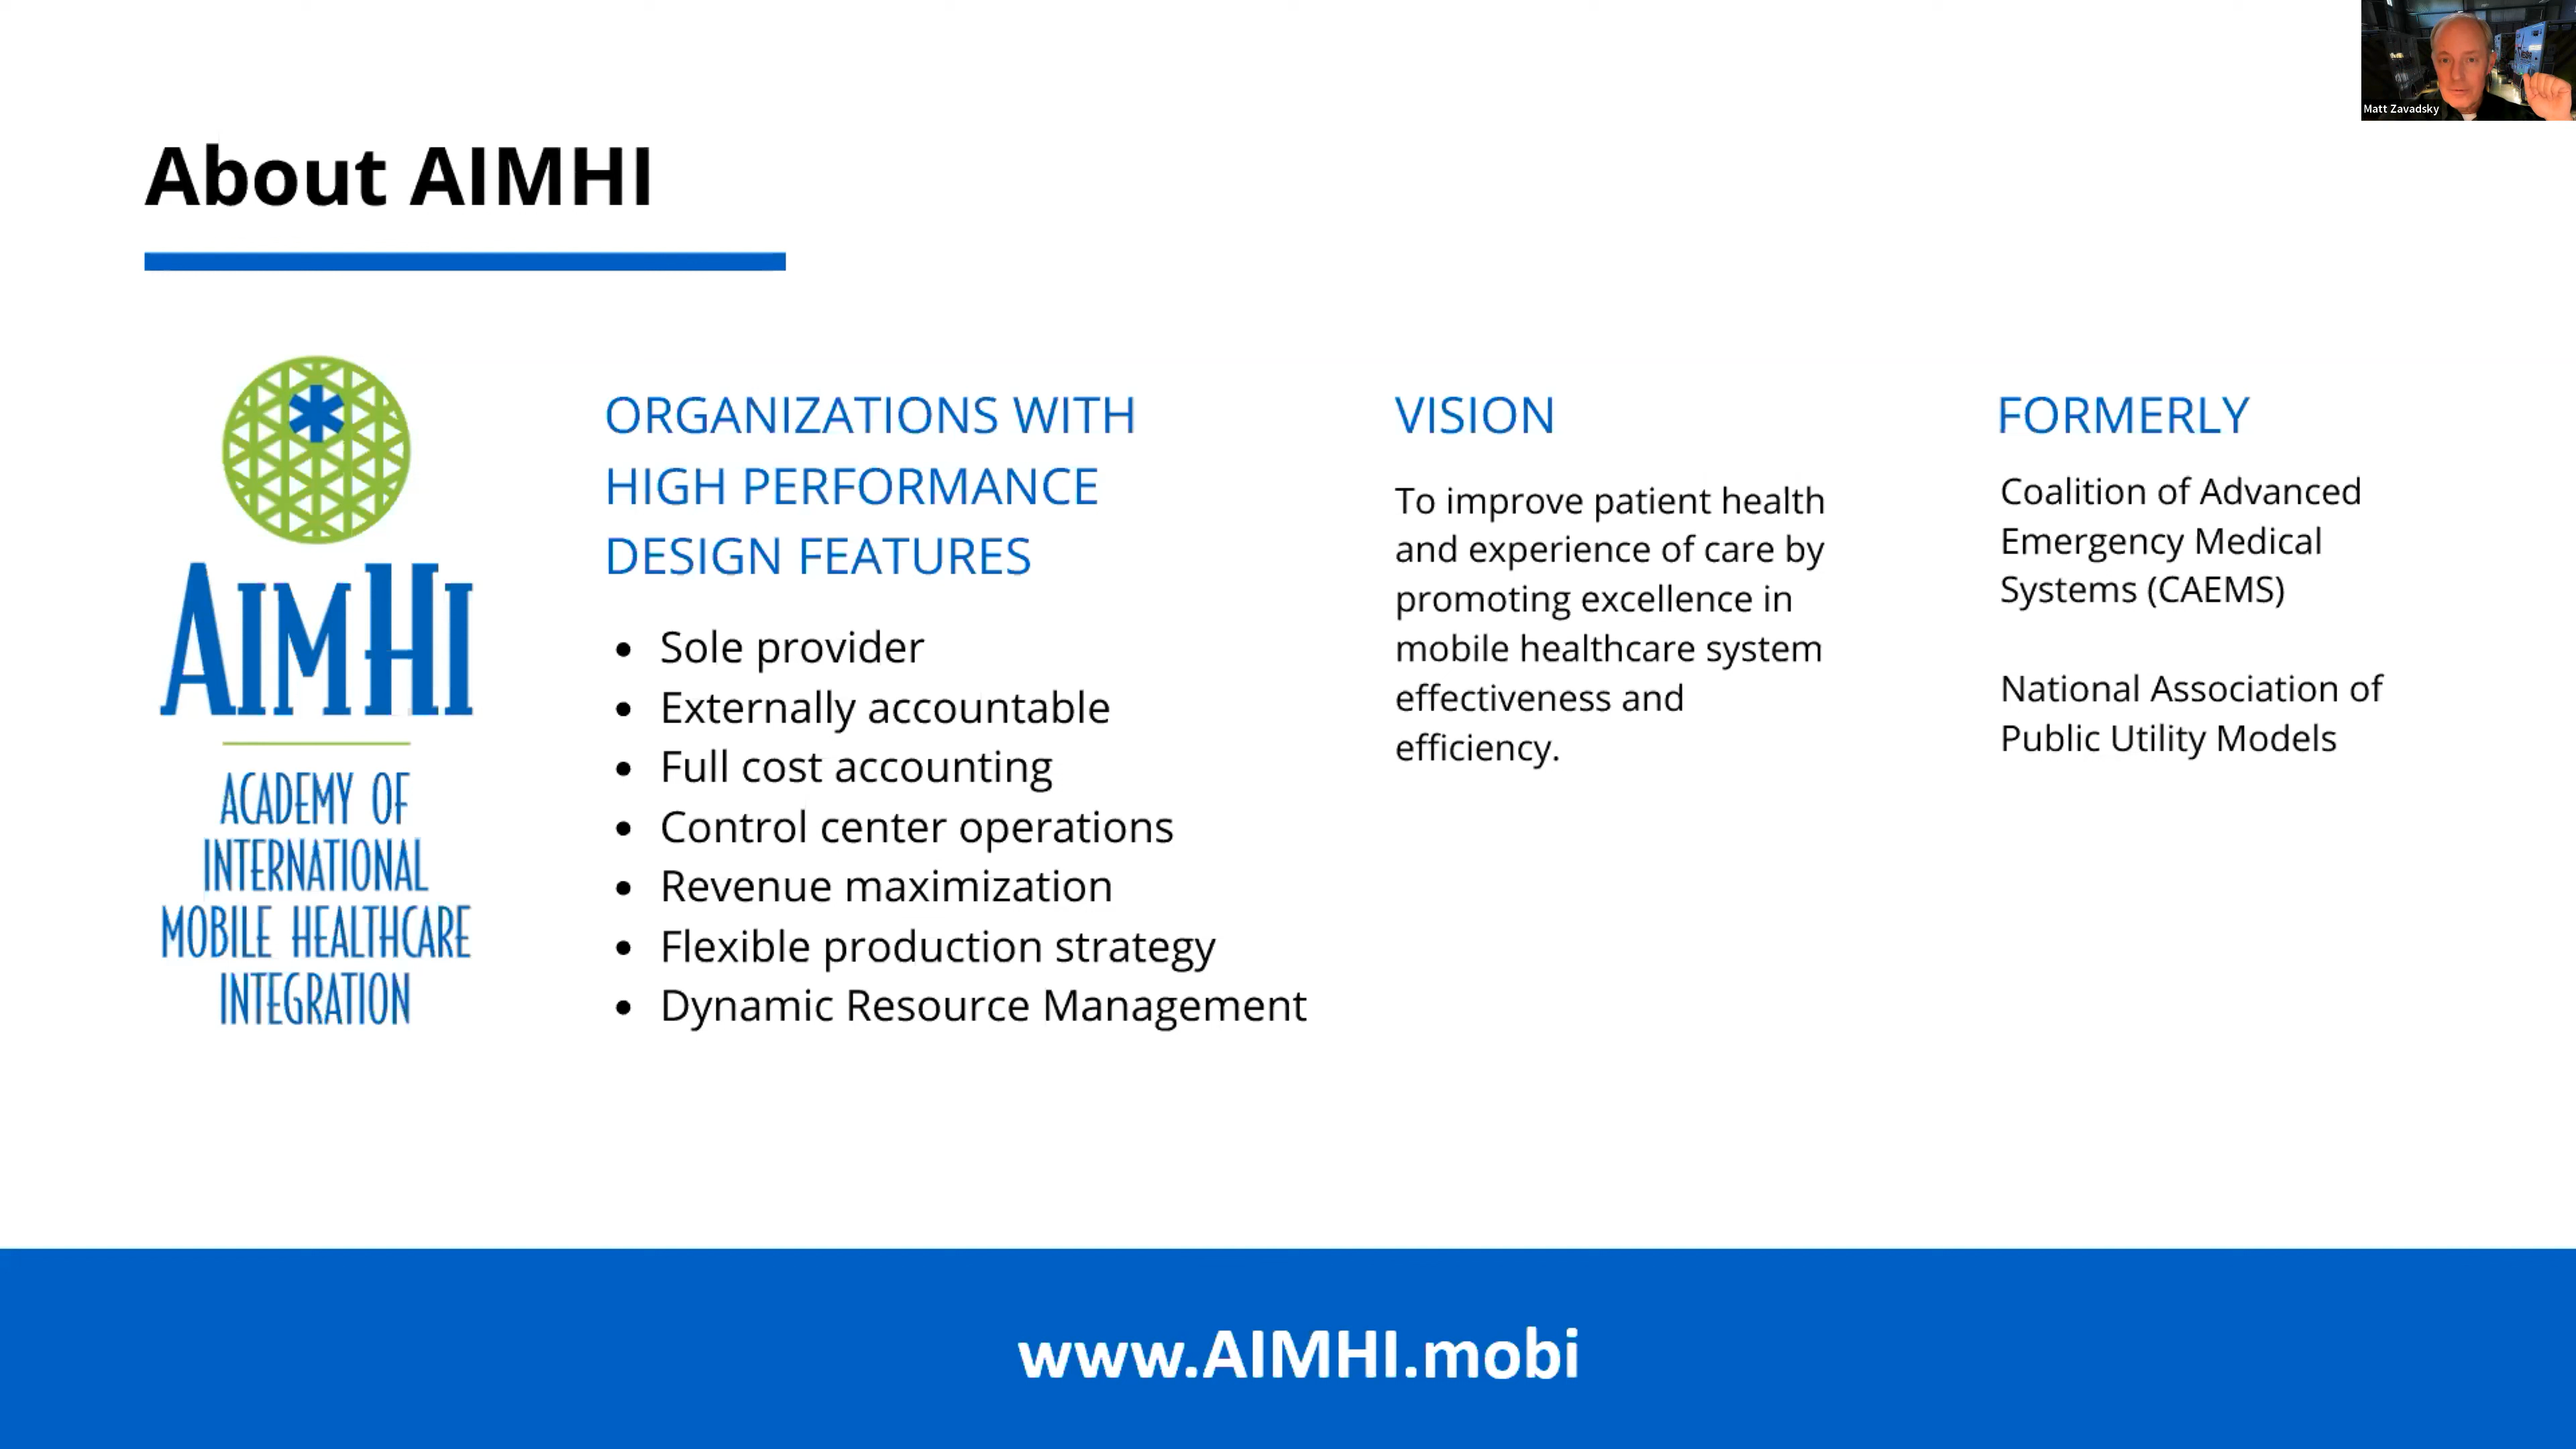 Matt Zavadsky
About AIMHI
AIMHI
ACADEMY OF
INTERNATIONAL
MOBILE HEALTHCARE
INTEGRATION
ORGANIZATIONS WITH
HIGH PERFORMANCE
DESIGN FEATURES
• Sole provider
• Externally accountable
• Full cost accounting
• Control center operations
• Revenue maximization
• Flexible production strategy
• Dynamic Resource Management
VISION
To improve patient health
and experience of care by
promoting excellence in
mobile healthcare system
effectiveness and
efficiency.
FORMERLY
Coalition of Advanced
Emergency Medical
Systems (CAEMS)
National Association of
Public Utility Models
www.AIMHI.mobi